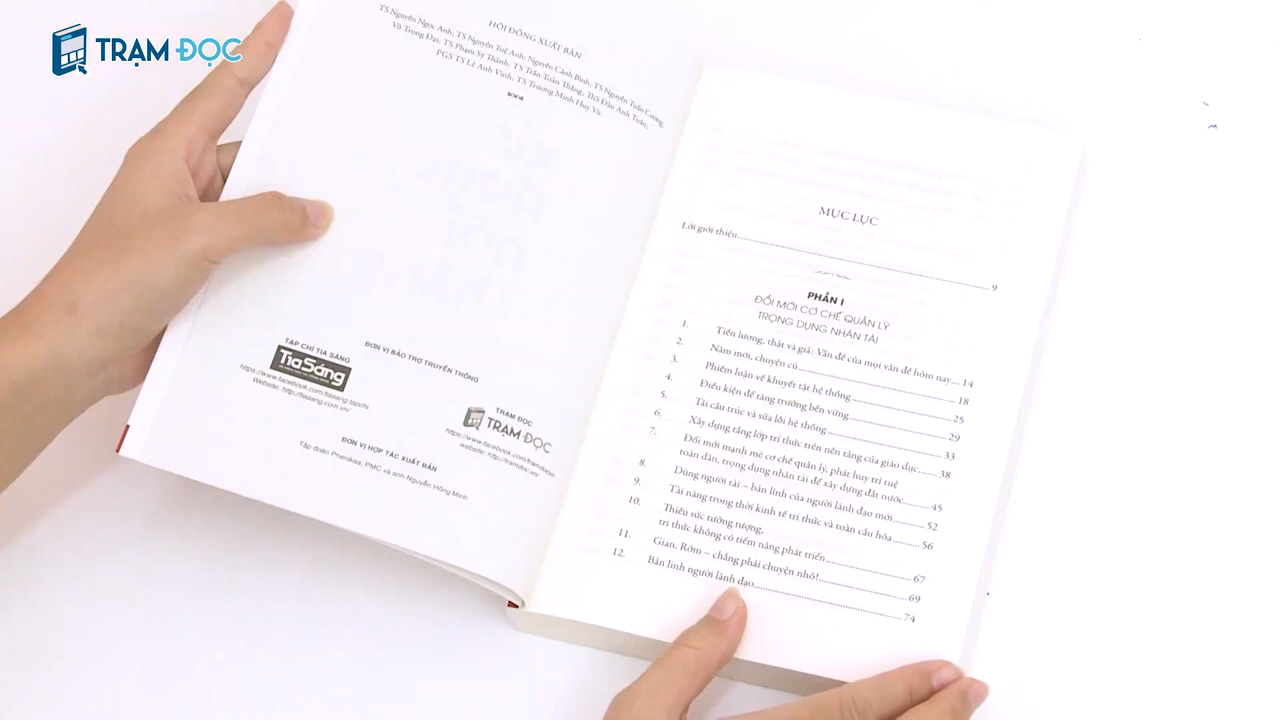 TRẠM ĐỌC
HỘI ĐỒNG XUẤT BẢN
TS Nguyễn Ngọc Anh; TS Nguyễn Tuệ Anh; Nguyễn Cảnh Bình; TS Nguyễn Tuấn Cường;
Vũ Trọng Đại; TS Phạm Sỹ Thành; TS Trần Toàn Thắng; ThS Đậu Anh Tuấn;
PGS TS Lê Anh Vinh; TS Trương Minh Huy Vũ.
ĐƠN VỊ BẢO TRỢ TRUYỀN THÔNG
TẠP CHÍ TIA SÁNG
TiaSáng
https://www.facebook.com/tiasang.tapchi
Website: http://tiasang.com.vn/
TRẠM ĐỌC
TRẠM ĐỌC
https://www.facebook.com/tramdocvn
website: http://tramdoc.vn/
ĐƠN VỊ HỢP TÁC XUẤT BẢN
Tập đoàn Phenikaa, PMC và anh Nguyễn Hồng Minh
MỤC LỤC
Lời giới thiệu 9
PHẦN I
ĐỔI MỚI CƠ CHẾ QUẢN LÝ
TRỌNG DỤNG NHÂN TÀI
1. Tiền lương, thật và giả: Vấn đề của mọi vấn đề hôm nay 14
2. Năm mới, chuyện cũ 18
3. Phiếm luận về khuyết tật hệ thống 25
4. Điều kiện để tăng trưởng bền vững 29
5. Tái cấu trúc và sửa lỗi hệ thống 33
6. Xây dựng tầng lớp trí thức trên nền tảng của giáo dục 38
7. Đổi mới mạnh mẽ cơ chế quản lý, phát huy trí tuệ
toàn dân, trọng dụng nhân tài để xây dựng đất nước 45
8. Dùng người tài – bản lĩnh của người lãnh đạo mới 52
9. Tài năng trong thời kinh tế tri thức và toàn cầu hóa 56
10. Thiếu sức tưởng tượng,
tri thức không có tiềm năng phát triển 67
11. Gian, Rởm – chẳng phải chuyện nhỏ! 69
12. Bản lĩnh người lãnh đạo 74